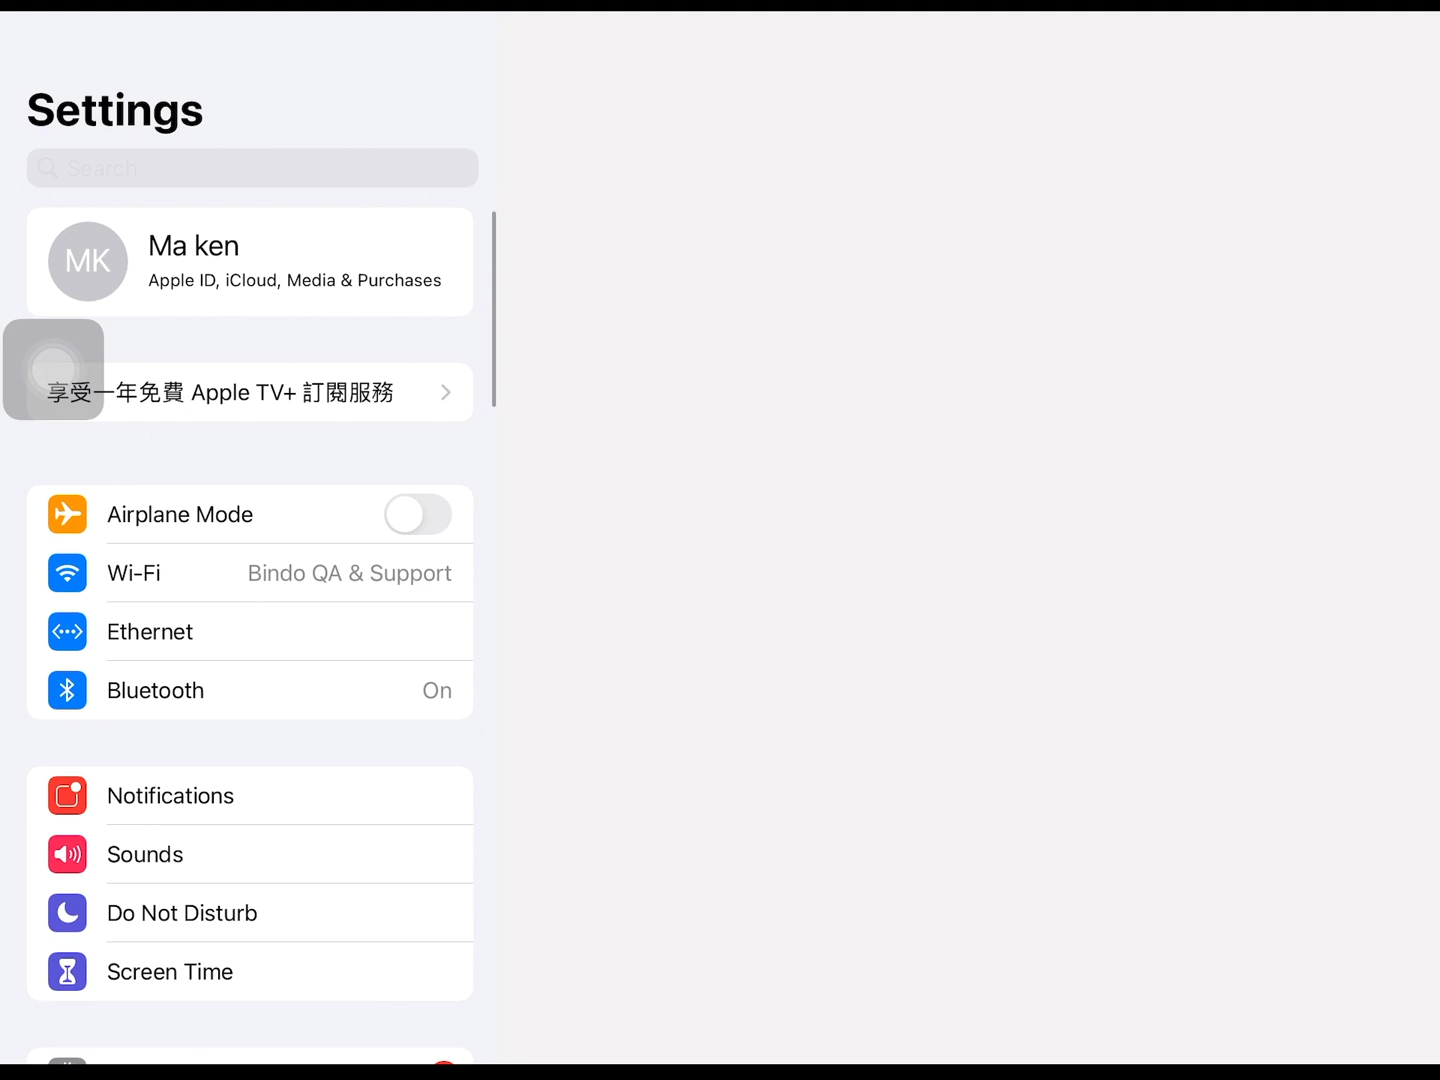 Settings
Search
MK
Ma ken
Apple ID, iCloud, Media & Purchases
享受一年免費 Apple TV+ 訂閱服務
Airplane Mode
Wi-Fi Bindo QA & Support
Ethernet
Bluetooth On
Notifications
Sounds
Do Not Disturb
Screen Time